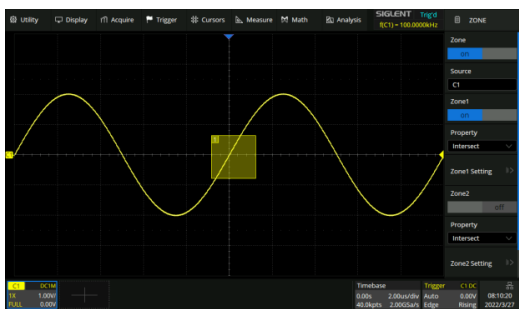 Utility Display Acquire Trigger Cursors Measure Math Analysis SIGLENT Trig'd ZONE
f(C1) = 100.0000kHz
Zone
on
Source
C1
Zone1
on
Property
Intersect
Zone1 Setting
Zone2
off
Property
Intersect
Zone2 Setting
1
C1
C1 DC1M
1X 1.00V/
FULL 0.00V
Timebase
0.00s 2.00us/div
40.0kpts 2.00GSa/s
Trigger C1 DC
Auto 0.00V
Edge Rising
08:10:20
2022/3/27